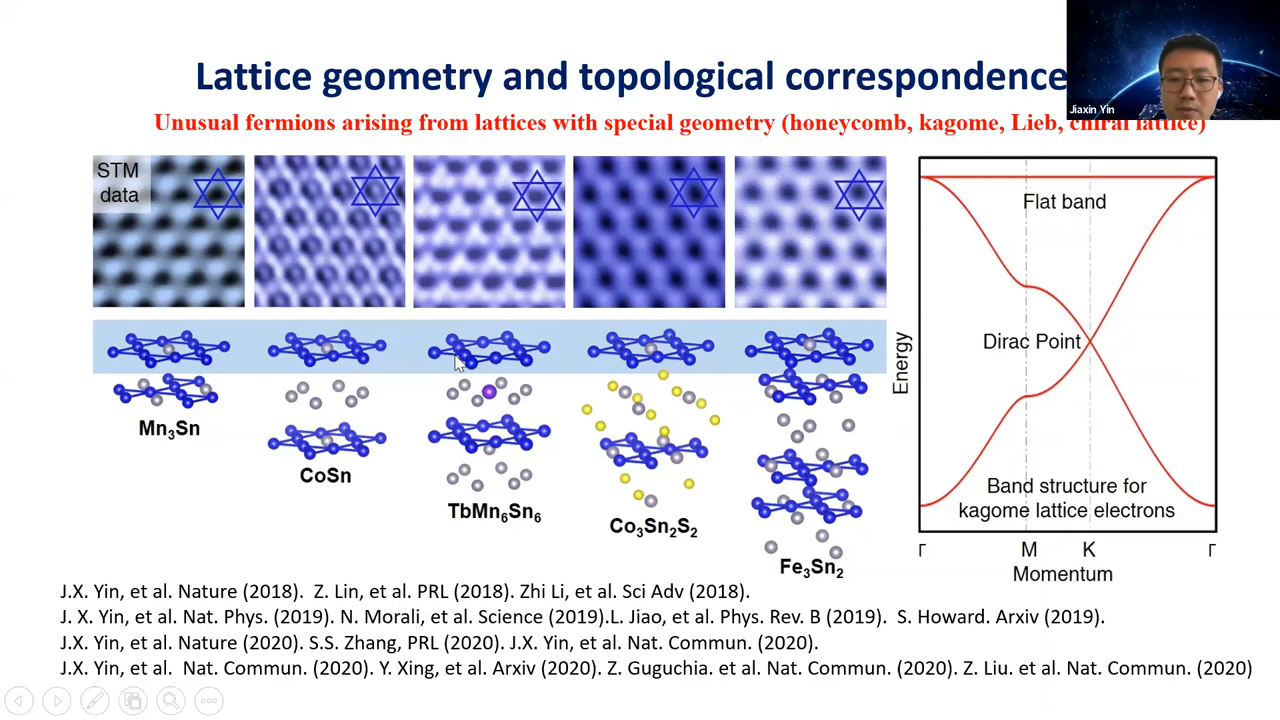 Lattice geometry and topological correspondence
Jiaxin Yin
Unusual fermions arising from lattices with special geometry (honeycomb, kagome, Lieb, chiral lattice)
STM
data
Mn3Sn
CoSn
TbMn6Sn6
Co3Sn2S2
Fe3Sn2
Energy
Flat band
Dirac Point
Band structure for
kagome lattice electrons
Γ M K Γ
Momentum
J.X. Yin, et al. Nature (2018). Z. Lin, et al. PRL (2018). Zhi Li, et al. Sci Adv (2018).
J. X. Yin, et al. Nat. Phys. (2019). N. Morali, et al. Science (2019).L. Jiao, et al. Phys. Rev. B (2019). S. Howard. Arxiv (2019).
J.X. Yin, et al. Nature (2020). S.S. Zhang, PRL (2020). J.X. Yin, et al. Nat. Commun. (2020).
J.X. Yin, et al. Nat. Commun. (2020). Y. Xing, et al. Arxiv (2020). Z. Guguchia. et al. Nat. Commun. (2020). Z. Liu. et al. Nat. Commun. (2020)